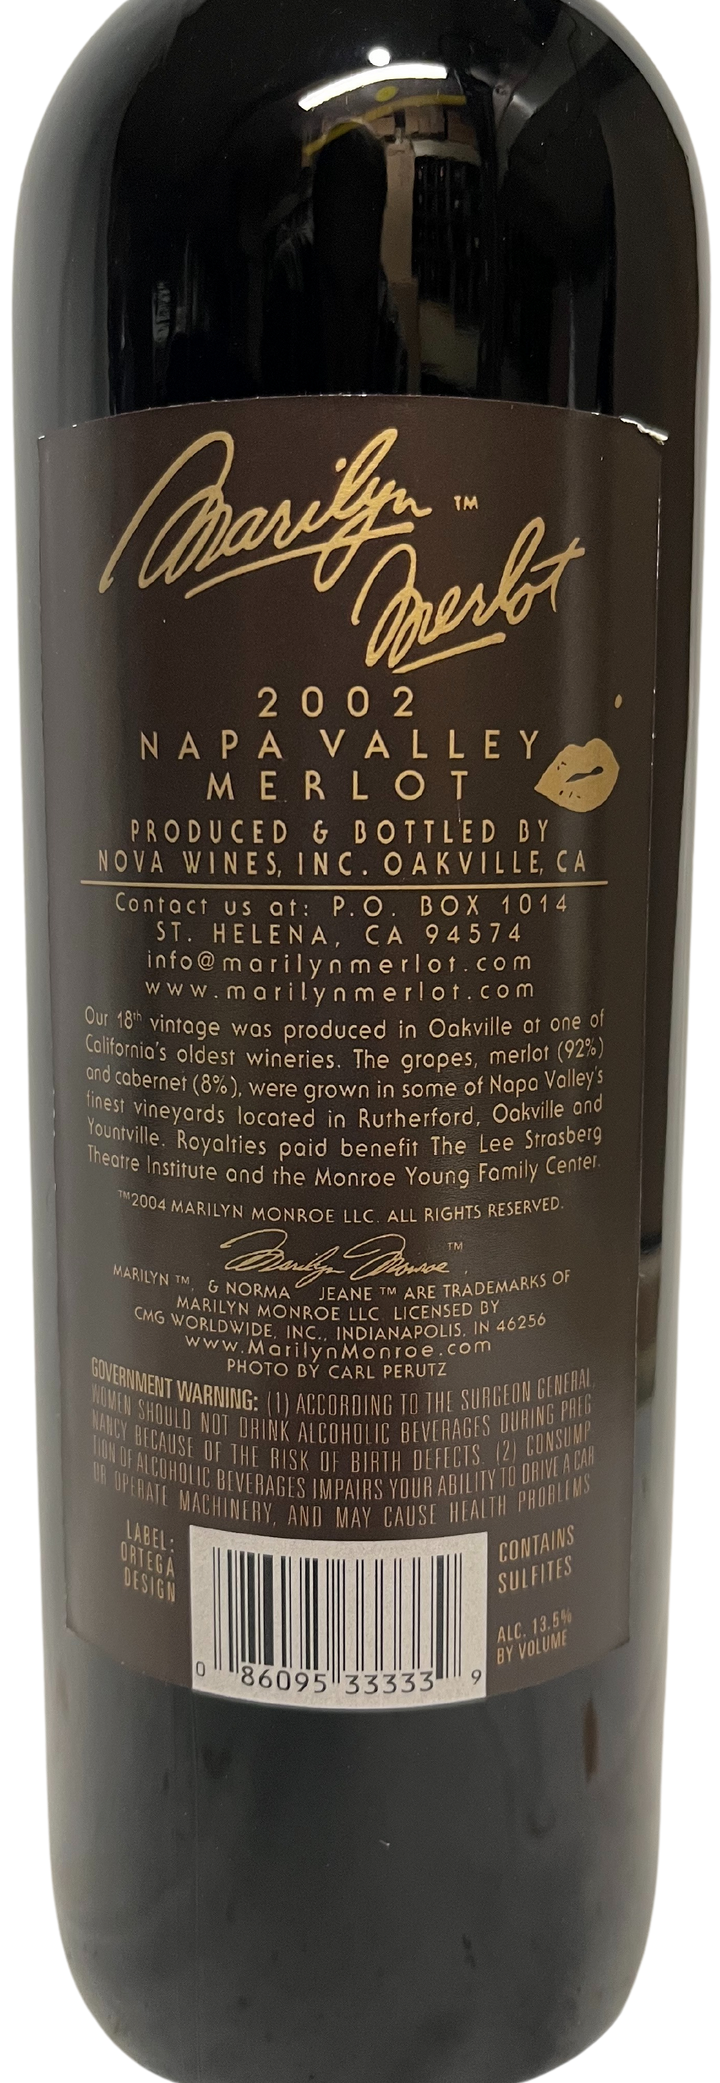 Marilyn ™
Merlot
2002
NAPA VALLEY
MERLOT
PRODUCED & BOTTLED BY
NOVA WINES, INC. OAKVILLE, CA
Contact us at: P.O. BOX 1014
ST. HELENA, CA 94574
info@marilynmerlot.com
www.marilynmerlot.com
Our 18th vintage was produced in Oakville at one of
California's oldest wineries. The grapes, merlot (92%)
and cabernet (8%), were grown in some of Napa Valley's
finest vineyards located in Rutherford, Oakville and
Yountville. Royalties paid benefit The Lee Strasberg
Theatre Institute and the Monroe Young Family Center.
™2004 MARILYN MONROE LLC. ALL RIGHTS RESERVED.
Marilyn Monroe ™
MARILYN ™, & NORMA JEANE ™ ARE TRADEMARKS OF
MARILYN MONROE LLC. LICENSED BY
CMG WORLDWIDE, INC., INDIANAPOLIS, IN 46256
www.MarilynMonroe.com
PHOTO BY CARL PERUTZ
GOVERNMENT WARNING: (1) ACCORDING TO THE SURGEON GENERAL,
WOMEN SHOULD NOT DRINK ALCOHOLIC BEVERAGES DURING PREG
NANCY BECAUSE OF THE RISK OF BIRTH DEFECTS. (2) CONSUMP
TION OF ALCOHOLIC BEVERAGES IMPAIRS YOUR ABILITY TO DRIVE A CAR
OR OPERATE MACHINERY, AND MAY CAUSE HEALTH PROBLEMS
LABEL:
ORTEGA
DESIGN
CONTAINS
SULFITES
ALC. 13.5%
BY VOLUME
0 86095 33333 9